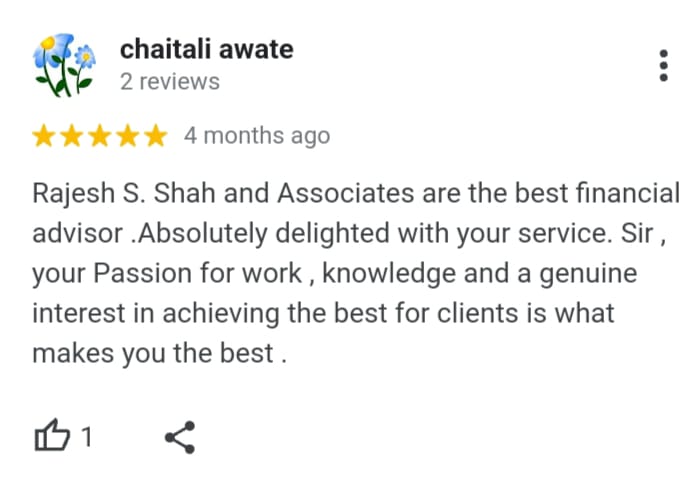 chaitali awate
2 reviews
4 months ago
Rajesh S. Shah and Associates are the best financial
advisor .Absolutely delighted with your service. Sir ,
your Passion for work , knowledge and a genuine
interest in achieving the best for clients is what
makes you the best .
1